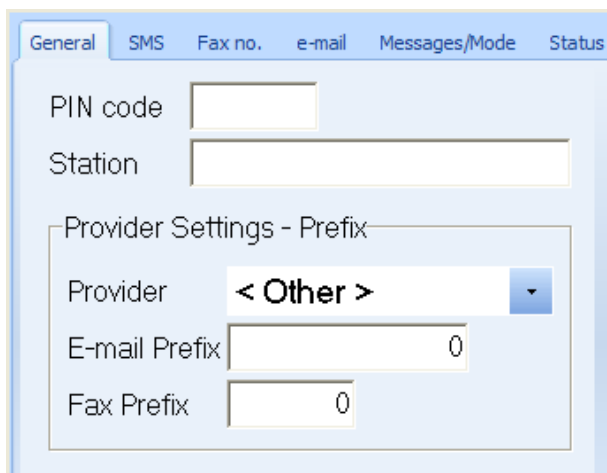 General SMS Fax no. e-mail Messages/Mode Status
PIN code
Station
Provider Settings - Prefix
Provider < Other >
E-mail Prefix 0
Fax Prefix 0